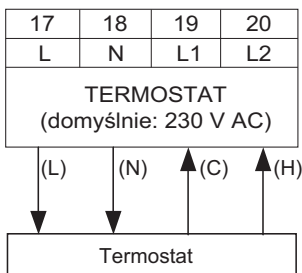 17 18 19 20
L N L1 L2
TERMOSTAT
(domyślnie: 230 V AC)
(L) (N) (C) (H)
Termostat